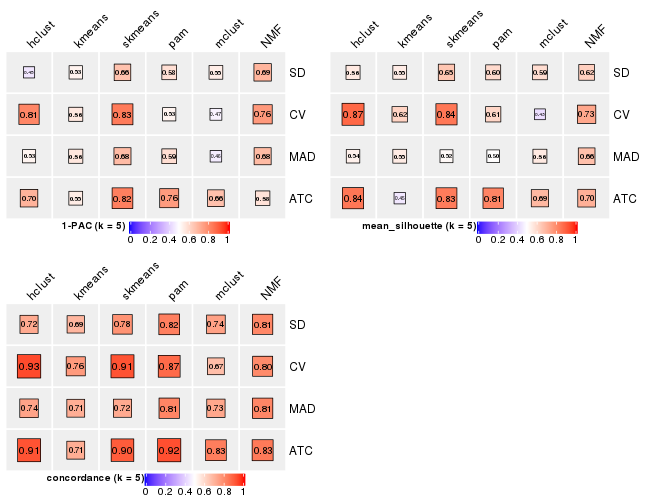 hclust kmeans skmeans pam mclust NMF
0.53 0.66 0.58 0.55 0.69 SD
0.81 0.56 0.83 0.53 0.47 0.76 CV
0.53 0.56 0.68 0.59 0.68 MAD
0.70 0.55 0.82 0.76 0.66 0.50 ATC
1-PAC (k = 5)
0 0.2 0.4 0.6 0.8 1
hclust kmeans skmeans pam mclust NMF
0.56 0.55 0.65 0.60 0.59 0.62 SD
0.87 0.62 0.84 0.61 0.73 CV
0.54 0.55 0.52 0.50 0.56 0.66 MAD
0.84 0.83 0.81 0.69 0.70 ATC
mean_silhouette (k = 5)
0 0.2 0.4 0.6 0.8 1
hclust kmeans skmeans pam mclust NMF
0.72 0.69 0.78 0.82 0.74 0.81 SD
0.93 0.76 0.91 0.87 0.67 0.80 CV
0.74 0.71 0.72 0.81 0.73 0.81 MAD
0.91 0.71 0.90 0.92 0.83 0.83 ATC
concordance (k = 5)
0 0.2 0.4 0.6 0.8 1